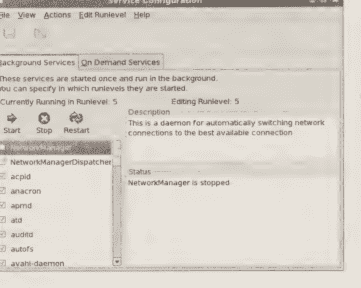 Service Configuration
File View Actions Edit Runlevel Help
Background Services On Demand Services
These services are started once and run in the background.
You can specify in which runlevels they are started.
Currently Running in Runlevel: 5 Editing Runlevel: 5
Start Stop Restart
Description
This is a daemon for automatically switching network
connections to the best available connection
NetworkManager
NetworkManagerDispatcher
acpid
anacron
apmd
atd
auditd
autofs
avahi-daemon
Status
NetworkManager is stopped